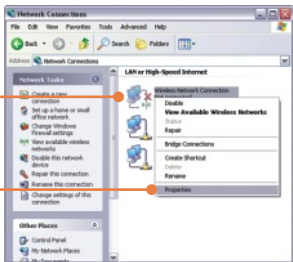 Network Connections
File Edit View Favorites Tools Advanced Help
Back Search Folders
Address Network Connections
Network Tasks
Create a new
connection
Set up a home or small
office network
Change Windows
Firewall settings
View available wireless
networks
Disable this network
device
Repair this connection
Rename this connection
Change settings of this
connection
Other Places
Control Panel
My Network Places
My Documents
LAN or High-Speed Internet
Wireless Network Connection
Disable
View Available Wireless Networks
Status
Repair
Bridge Connections
Create Shortcut
Delete
Rename
Properties